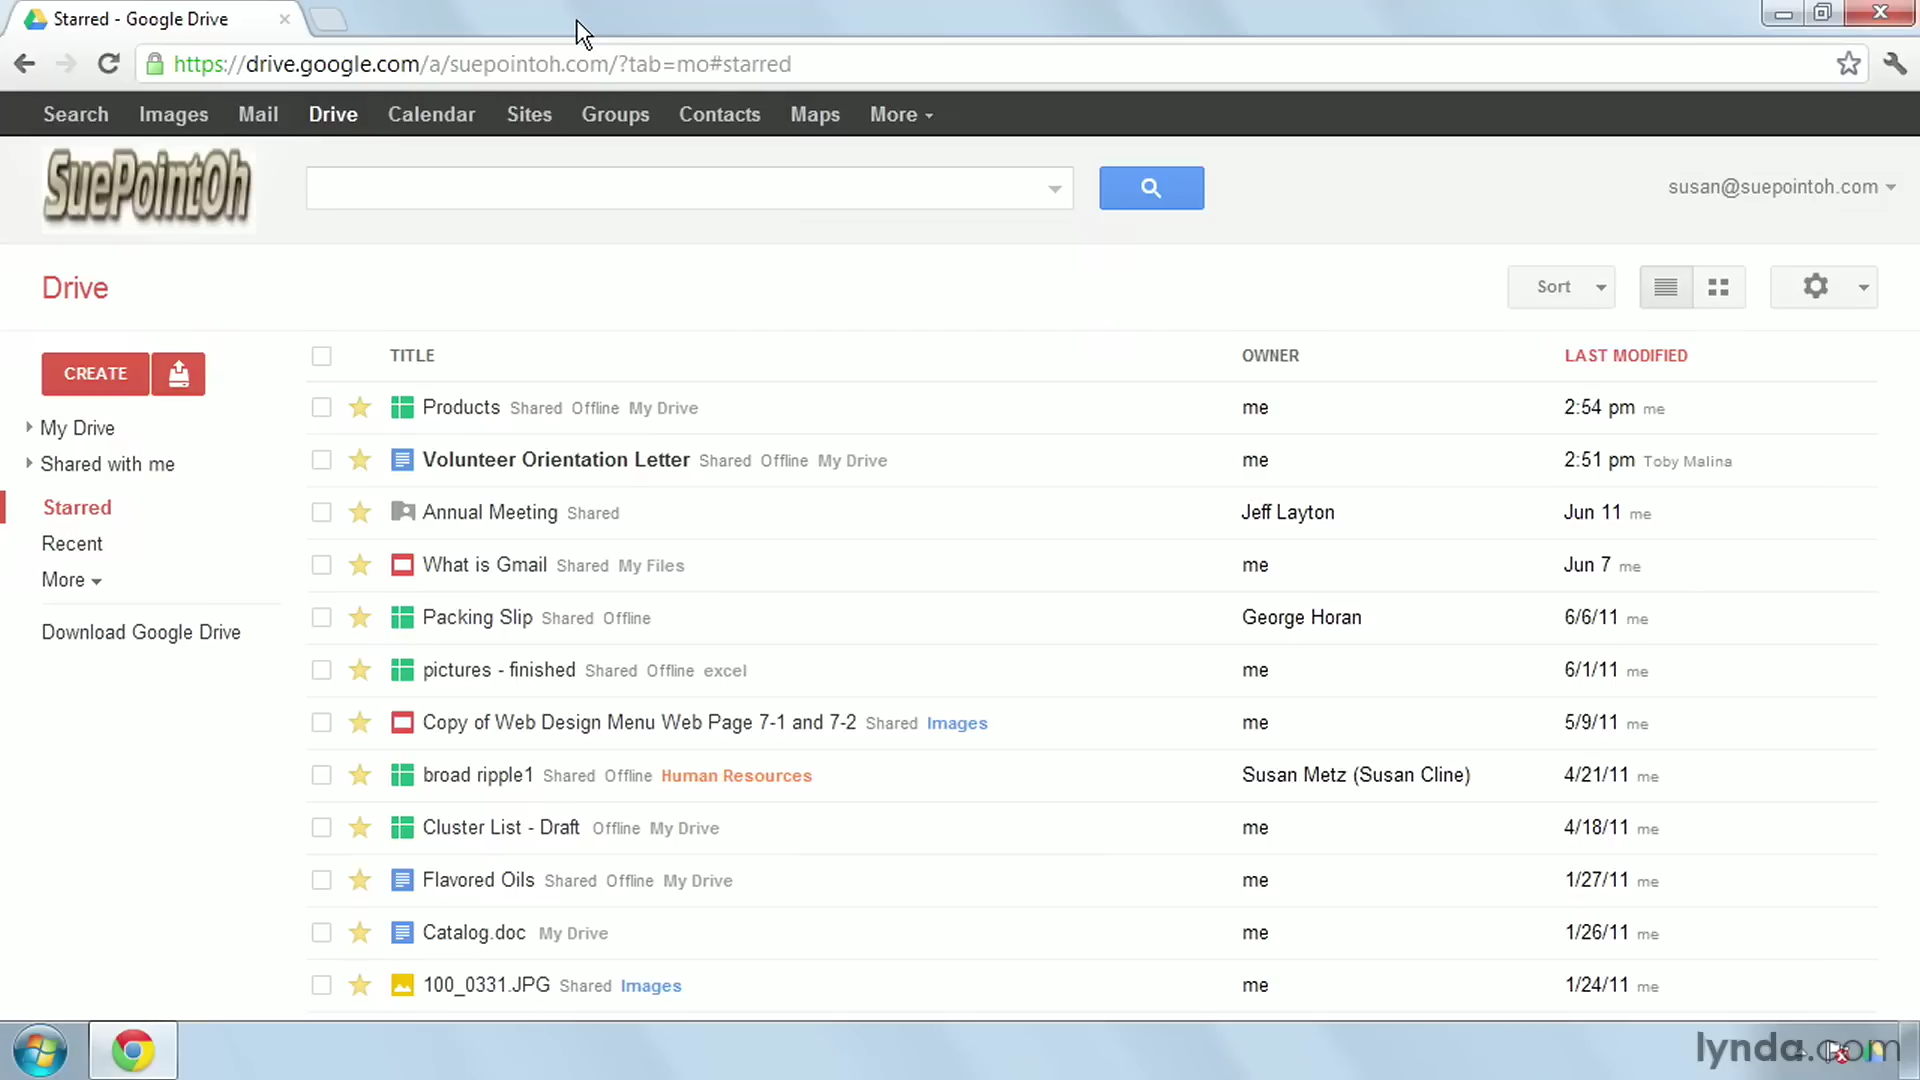 Starred - Google Drive
https://drive.google.com/a/suepointoh.com/?tab=mo#starred
Search Images Mail Drive Calendar Sites Groups Contacts Maps More
SuePointOh
susan@suepointoh.com
Drive
Sort
CREATE
TITLE OWNER LAST MODIFIED
My Drive
Shared with me
Starred
Recent
More
Download Google Drive
Products Shared Offline My Drive me 2:54 pm me
Volunteer Orientation Letter Shared Offline My Drive me 2:51 pm Toby Malina
Annual Meeting Shared Jeff Layton Jun 11 me
What is Gmail Shared My Files me Jun 7 me
Packing Slip Shared Offline George Horan 6/6/11 me
pictures - finished Shared Offline excel me 6/1/11 me
Copy of Web Design Menu Web Page 7-1 and 7-2 Shared Images me 5/9/11 me
broad ripple1 Shared Offline Human Resources Susan Metz (Susan Cline) 4/21/11 me
Cluster List - Draft Offline My Drive me 4/18/11 me
Flavored Oils Shared Offline My Drive me 1/27/11 me
Catalog.doc My Drive me 1/26/11 me
100_0331.JPG Shared Images me 1/24/11 me
lynda.com